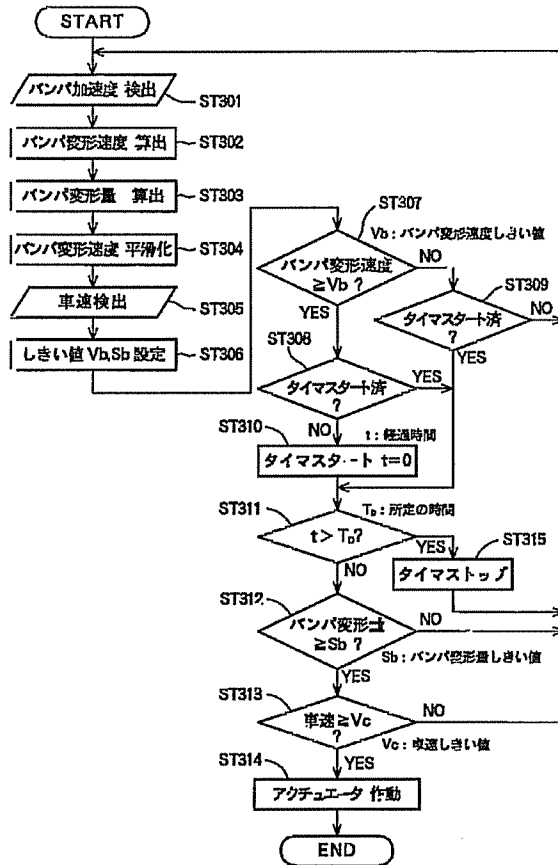 START
バンパ加速度 検出
ST301
バンパ変形速度 算出
ST302
バンパ変形量 算出
ST303
バンパ変形速度 平滑化
ST304
車速検出
ST305
しきい値 Vb,Sb 設定
ST306
ST307
Vb：バンパ変形速度しきい値
バンパ変形速度
≧Vb ?
NO
YES
ST309
タイマスタート済
?
NO
YES
ST308
タイマスタート済
?
YES
NO
ST310
t：経過時間
タイマスタート t=0
ST311
To：所定の時間
t> To?
YES
NO
ST315
タイマストップ
ST312
バンパ変形量
≧Sb ?
NO
YES
Sb：バンパ変形量しきい値
ST313
車速≧Vc
?
NO
YES
Vc：車速しきい値
ST314
アクチュエータ 作動
END